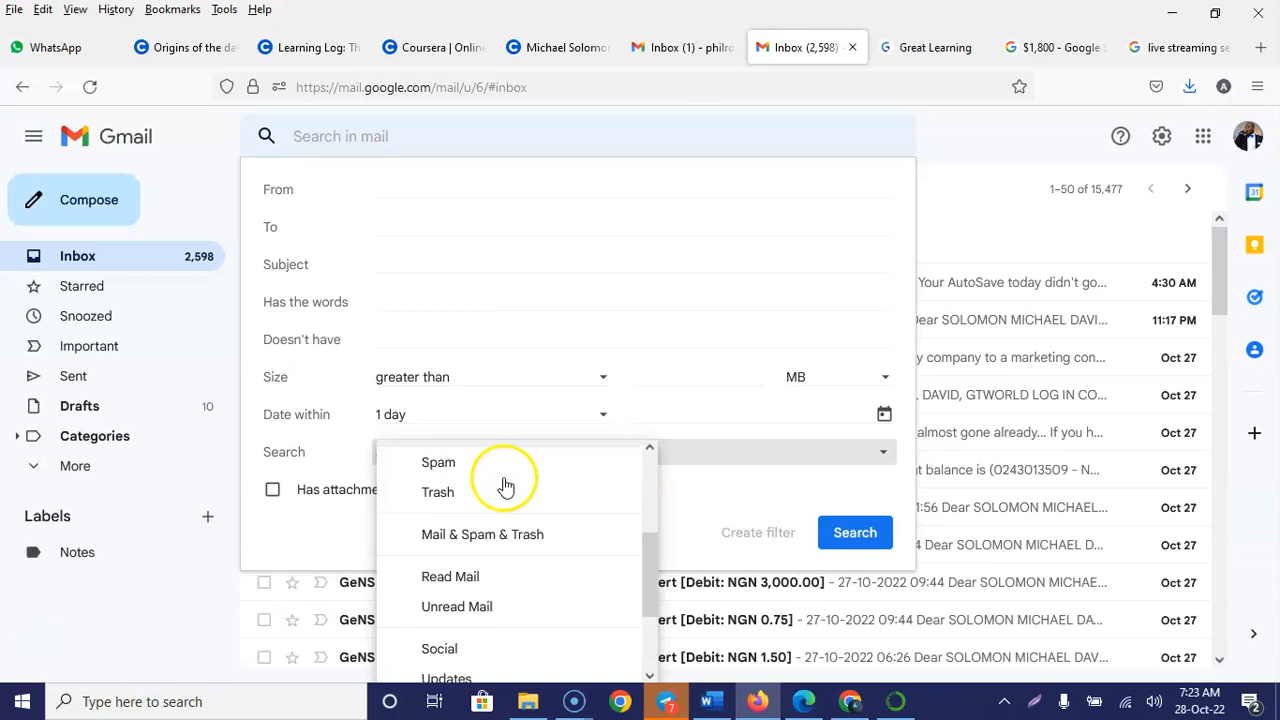 File Edit View History Bookmarks Tools Help
WhatsApp Origins of the da Learning Log: Th Coursera | Online Michael Solomo Inbox (1) - philro Inbox (2,598) Great Learning $1,800 - Google S live streaming se
https://mail.google.com/mail/u/6/#inbox
Gmail Search in mail
Compose From 1–50 of 15,477
To
Inbox 2,598 Subject
Starred Your AutoSave today didn't go... 4:30 AM
Snoozed Has the words Dear SOLOMON MICHAEL DAVI... 11:17 PM
Important Doesn't have y company to a marketing con... Oct 27
Sent Size greater than MB DAVID, GTWORLD LOG IN CO... Oct 27
Drafts 10 Date within 1 day almost gone already... If you h... Oct 27
Categories Search
More Spam nt balance is (0243013509 - N... Oct 27
Has attachme Trash 1:56 Dear SOLOMON MICHAEL ... Oct 27
Labels Mail & Spam & Trash Create filter Search 4 Dear SOLOMON MICHAEL D... Oct 27
Notes Read Mail GeNS ert [Debit: NGN 3,000.00] - 27-10-2022 09:44 Dear SOLOMON MICHAE... Oct 27
Unread Mail GeNS ert [Debit: NGN 0.75] - 27-10-2022 09:44 Dear SOLOMON MICHAEL D... Oct 27
Social GeNS ert [Debit: NGN 1.50] - 27-10-2022 06:26 Dear SOLOMON MICHAEL D... Oct 27
Updates
Type here to search 7 7:23 AM
28-Oct-22 2